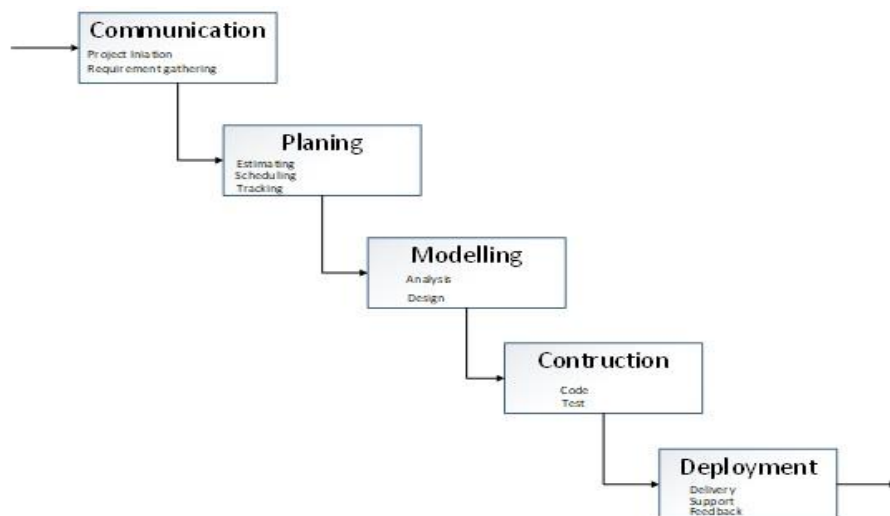 Communication
Project Iniation
Requirement gathering
Planing
Estimating
Scheduling
Tracking
Modelling
Analysis
Design
Contruction
Code
Test
Deployment
Delivery
Support
Feedback